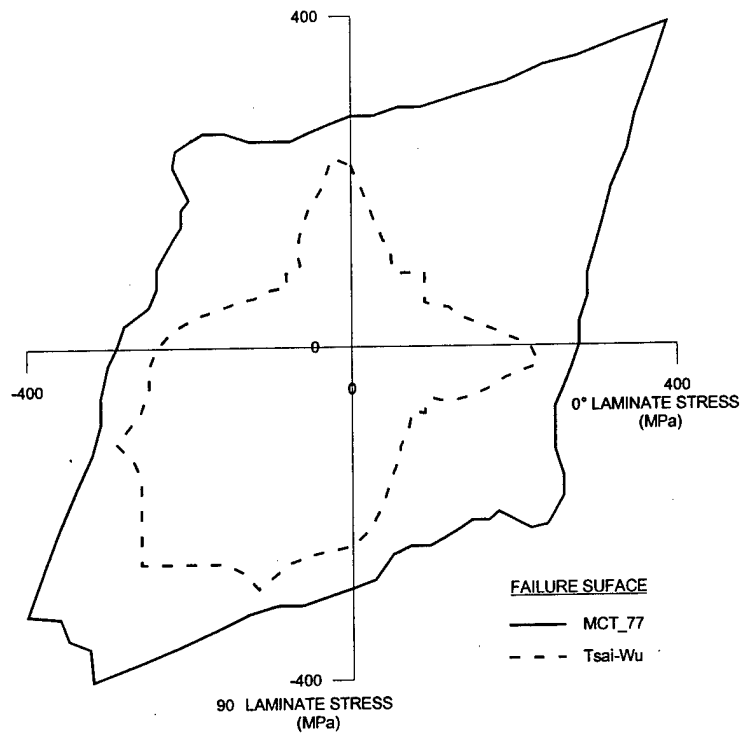 400
0
-400
0
400
0° LAMINATE STRESS
(MPa)
FAILURE SUFACE
MCT_77
Tsai-Wu
-400
90 LAMINATE STRESS
(MPa)